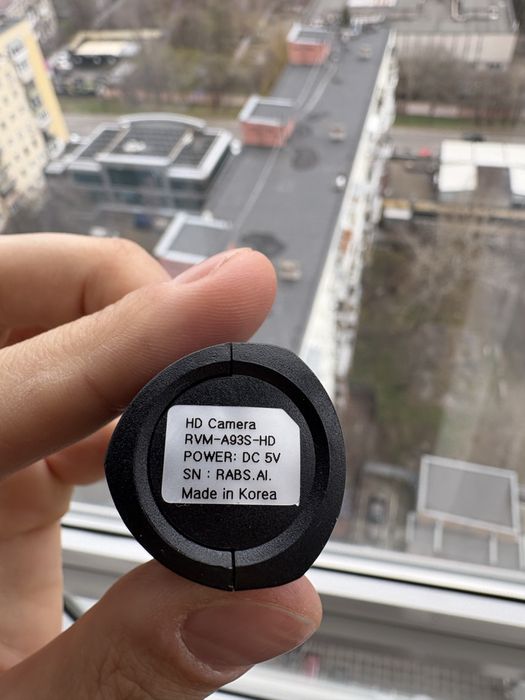 HD Camera
RVM-A93S-HD
POWER: DC 5V
SN : RABS.AI.
Made in Korea